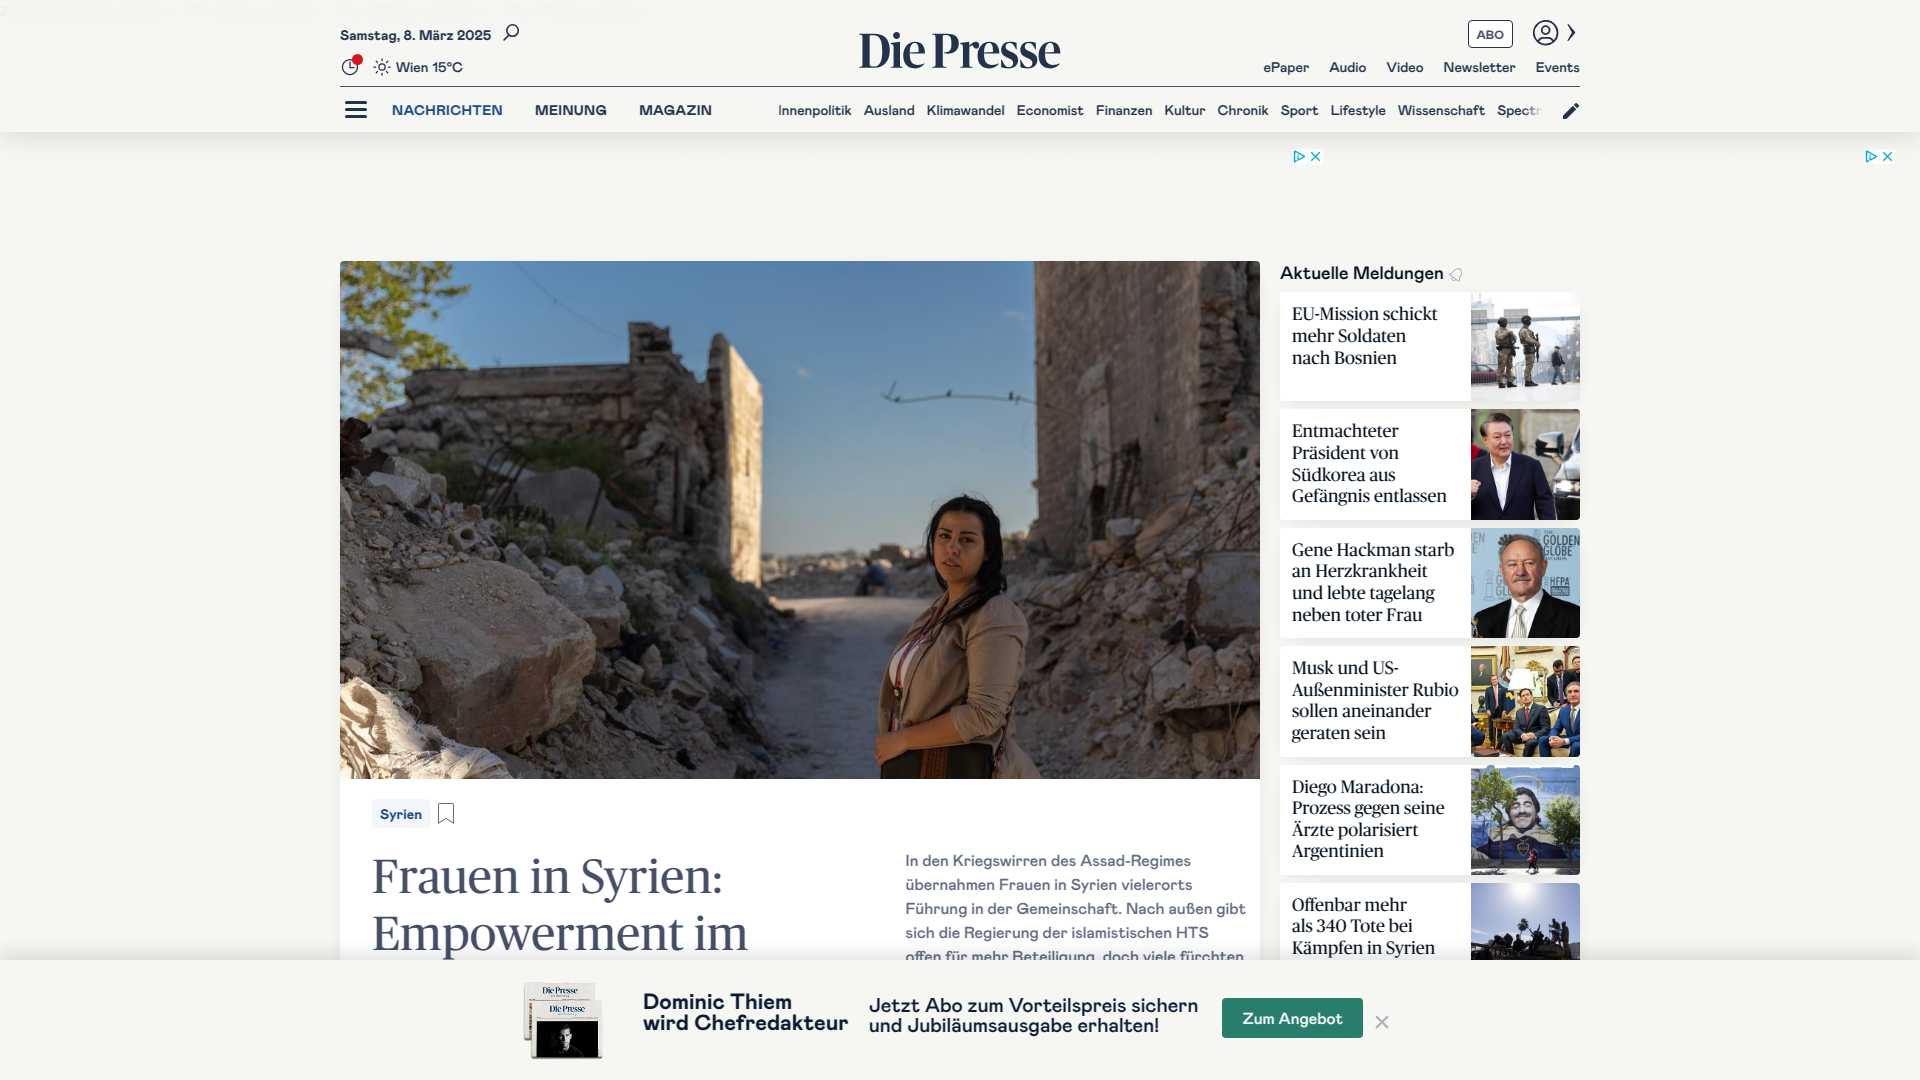 Samstag, 8. März 2025
Wien 15°C
Die Presse
ABO
ePaper Audio Video Newsletter Events
NACHRICHTEN MEINUNG MAGAZIN
Innenpolitik Ausland Klimawandel Economist Finanzen Kultur Chronik Sport Lifestyle Wissenschaft Spectr
Syrien
Frauen in Syrien:
Empowerment im
In den Kriegswirren des Assad-Regimes
übernahmen Frauen in Syrien vielerorts
Führung in der Gemeinschaft. Nach außen gibt
sich die Regierung der islamistischen HTS
offen für mehr Beteiligung, doch viele fürchten
Aktuelle Meldungen
EU-Mission schickt
mehr Soldaten
nach Bosnien
Entmachteter
Präsident von
Südkorea aus
Gefängnis entlassen
Gene Hackman starb
an Herzkrankheit
und lebte tagelang
neben toter Frau
GOLDEN
GLOBE
HFPA
Musk und US-
Außenminister Rubio
sollen aneinander
geraten sein
Diego Maradona:
Prozess gegen seine
Ärzte polarisiert
Argentinien
Offenbar mehr
als 340 Tote bei
Kämpfen in Syrien
Die Presse
Die Presse
Dominic Thiem
wird Chefredakteur
Jetzt Abo zum Vorteilspreis sichern
und Jubiläumsausgabe erhalten!
Zum Angebot